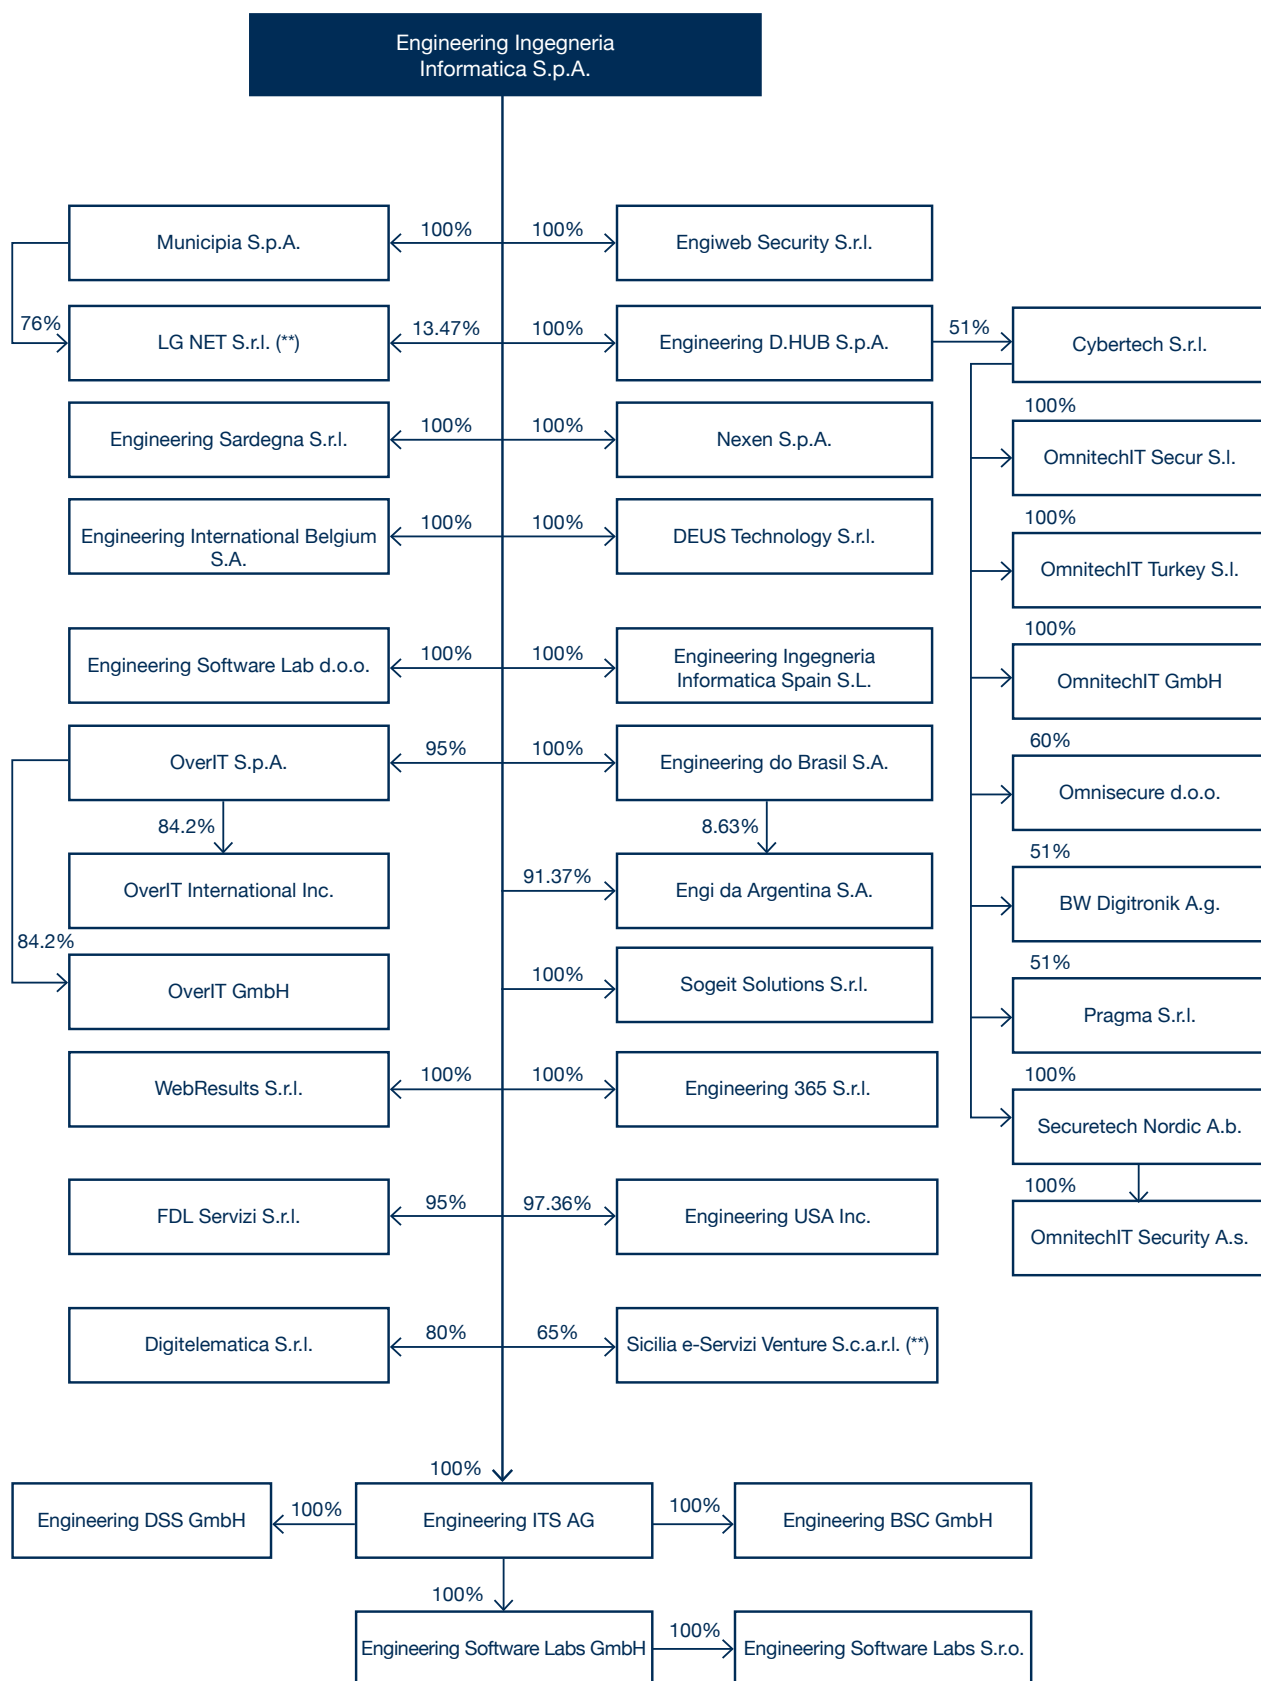 Engineering Ingegneria
Informatica S.p.A.
100%
100%
Municipia S.p.A.
Engiweb Security S.r.l.
76%
13.47%
100%
51%
LG NET S.r.l. (**)
Engineering D.HUB S.p.A.
Cybertech S.r.l.
100%
100%
100%
Engineering Sardegna S.r.l.
Nexen S.p.A.
OmnitechIT Secur S.l.
100%
100%
100%
Engineering International Belgium
S.A.
DEUS Technology S.r.l.
OmnitechIT Turkey S.l.
100%
100%
100%
Engineering Software Lab d.o.o.
Engineering Ingegneria
Informatica Spain S.L.
OmnitechIT GmbH
95%
100%
60%
OverIT S.p.A.
Engineering do Brasil S.A.
Omnisecure d.o.o.
84.2%
8.63%
51%
91.37%
OverIT International Inc.
Engi da Argentina S.A.
BW Digitronik A.g.
84.2%
100%
51%
OverIT GmbH
Sogeit Solutions S.r.l.
Pragma S.r.l.
100%
100%
100%
WebResults S.r.l.
Engineering 365 S.r.l.
Securetech Nordic A.b.
95%
97.36%
100%
FDL Servizi S.r.l.
Engineering USA Inc.
OmnitechIT Security A.s.
80%
65%
Digitelematica S.r.l.
Sicilia e-Servizi Venture S.c.a.r.l. (**)
100%
100%
100%
Engineering DSS GmbH
Engineering ITS AG
Engineering BSC GmbH
100%
100%
Engineering Software Labs GmbH
Engineering Software Labs S.r.o.